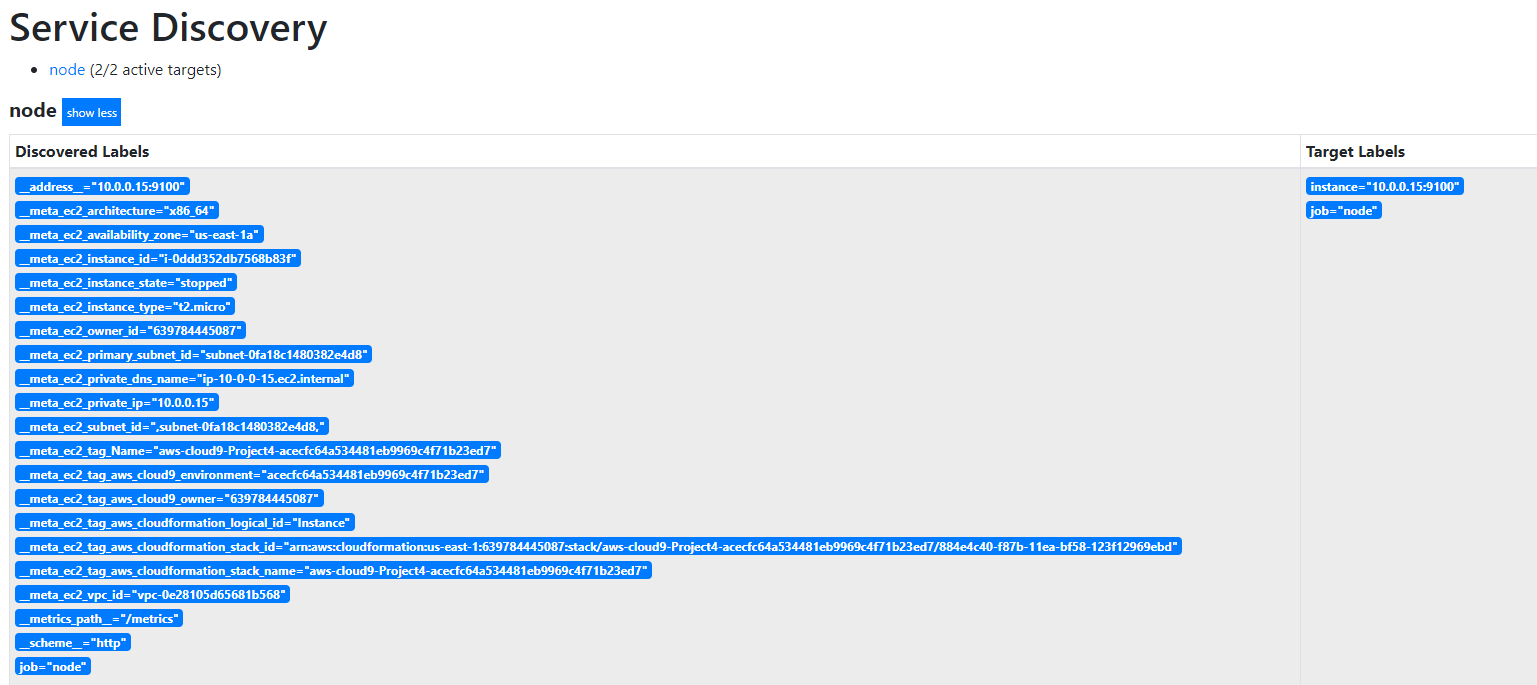 Service Discovery
node (2/2 active targets)
node show less
Discovered Labels Target Labels
__address__="10.0.0.15:9100" instance="10.0.0.15:9100"
__meta_ec2_architecture="x86_64" job="node"
__meta_ec2_availability_zone="us-east-1a"
__meta_ec2_instance_id="i-0ddd352db7568b83f"
__meta_ec2_instance_state="stopped"
__meta_ec2_instance_type="t2.micro"
__meta_ec2_owner_id="639784445087"
__meta_ec2_primary_subnet_id="subnet-0fa18c1480382e4d8"
__meta_ec2_private_dns_name="ip-10-0-0-15.ec2.internal"
__meta_ec2_private_ip="10.0.0.15"
__meta_ec2_subnet_id=",subnet-0fa18c1480382e4d8,"
__meta_ec2_tag_Name="aws-cloud9-Project4-acecfc64a534481eb9969c4f71b23ed7"
__meta_ec2_tag_aws_cloud9_environment="acecfc64a534481eb9969c4f71b23ed7"
__meta_ec2_tag_aws_cloud9_owner="639784445087"
__meta_ec2_tag_aws_cloudformation_logical_id="Instance"
__meta_ec2_tag_aws_cloudformation_stack_id="arn:aws:cloudformation:us-east-1:639784445087:stack/aws-cloud9-Project4-acecfc64a534481eb9969c4f71b23ed7/884e4c40-f87b-11ea-bf58-123f12969ebd"
__meta_ec2_tag_aws_cloudformation_stack_name="aws-cloud9-Project4-acecfc64a534481eb9969c4f71b23ed7"
__meta_ec2_vpc_id="vpc-0e28105d65681b568"
__metrics_path__="/metrics"
__scheme__="http"
job="node"